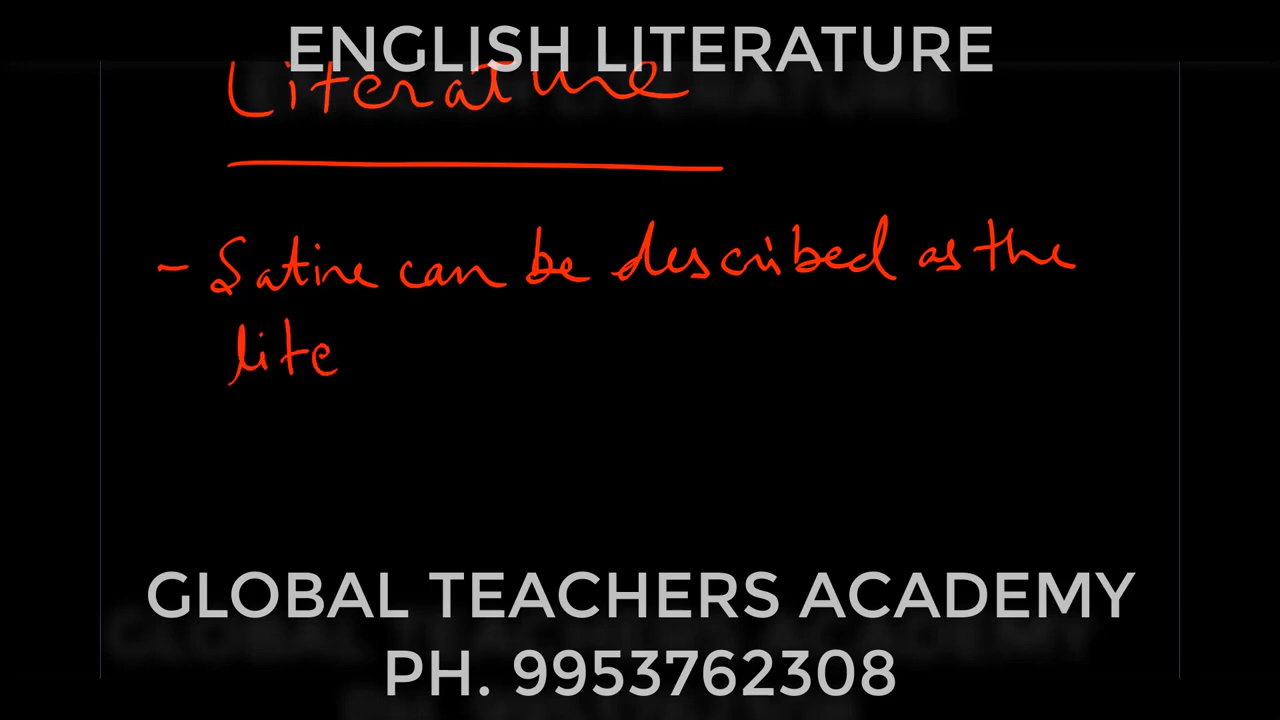 ENGLISH LITERATURE
Literature
- Satire can be described as the
lite
GLOBAL TEACHERS ACADEMY
PH. 9953762308